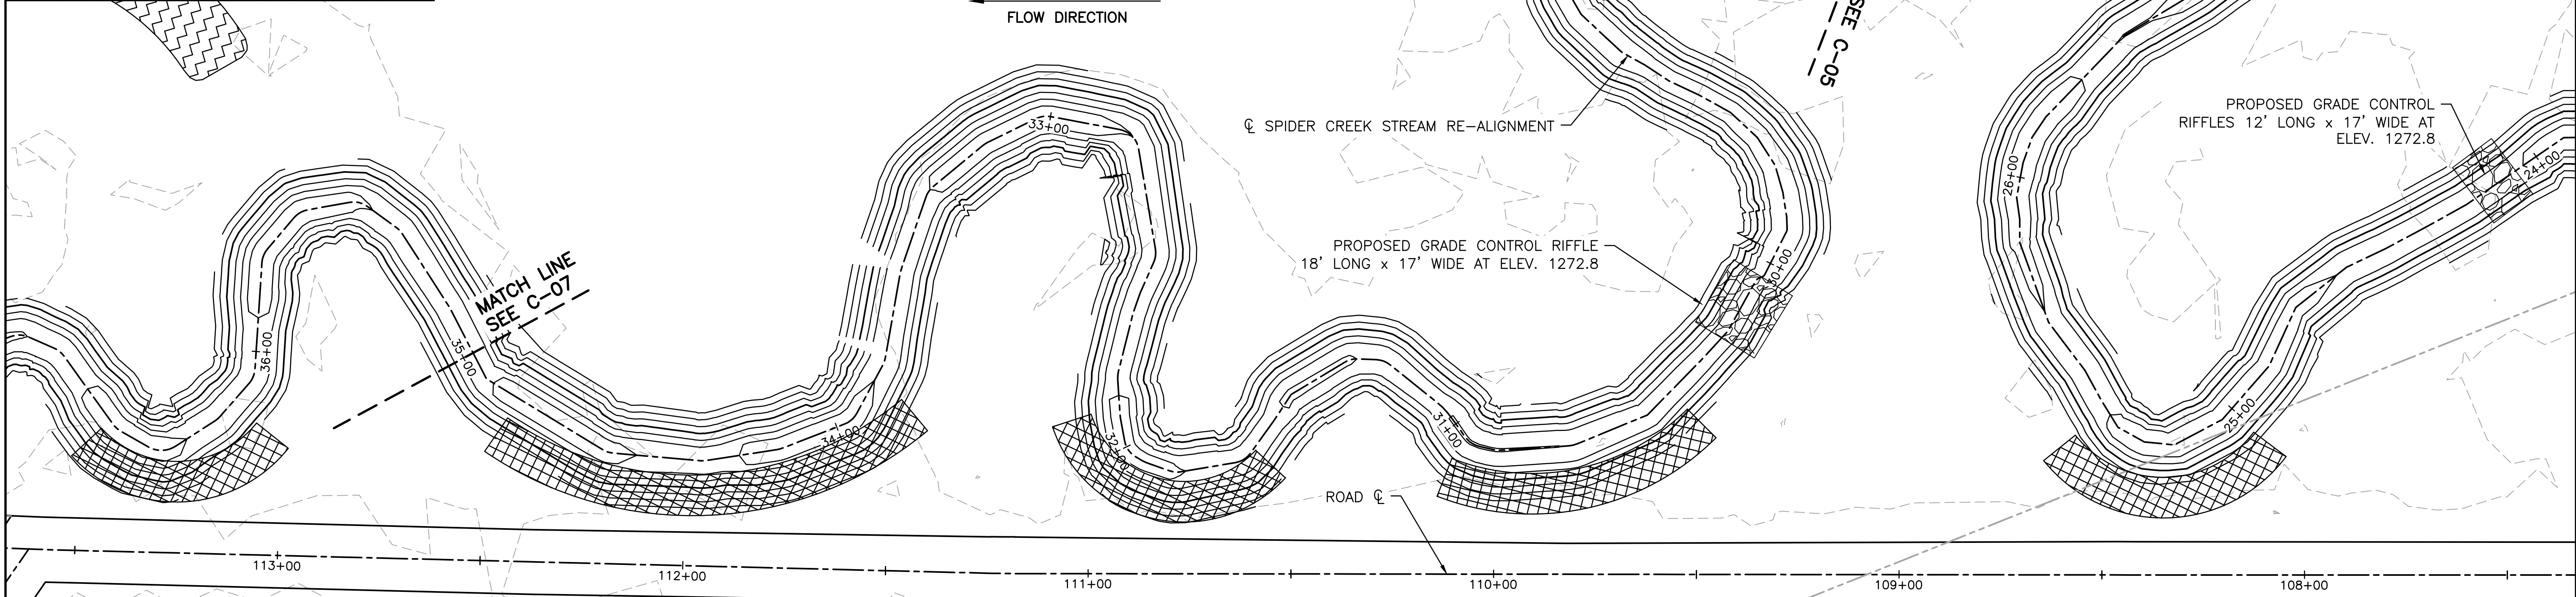 FLOW DIRECTION
SEE C-05
33+00
PROPOSED GRADE CONTROL
RIFFLES 12' LONG x 17' WIDE AT
ELEV. 1272.8
℄ SPIDER CREEK STREAM RE-ALIGNMENT
24+00
26+00
PROPOSED GRADE CONTROL RIFFLE
18' LONG x 17' WIDE AT ELEV. 1272.8
30+00
MATCH LINE
SEE C-07
36+00
35+00
34+00
32+00
31+00
25+00
ROAD ℄
113+00
112+00
111+00
110+00
109+00
108+00